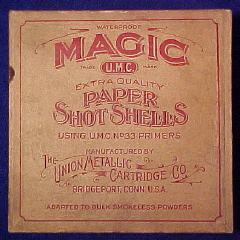 WATERPROOF
MAGIC
TRADE U.M.C. MARK
EXTRA QUALITY
PAPER
SHOT SHELLS
USING U.M.C. No33 PRIMERS
MANUFACTURED BY
THE UNION METALLIC
CARTRIDGE CO.
BRIDGEPORT, CONN. U.S.A.
ADAPTED TO BULK SMOKELESS POWDERS